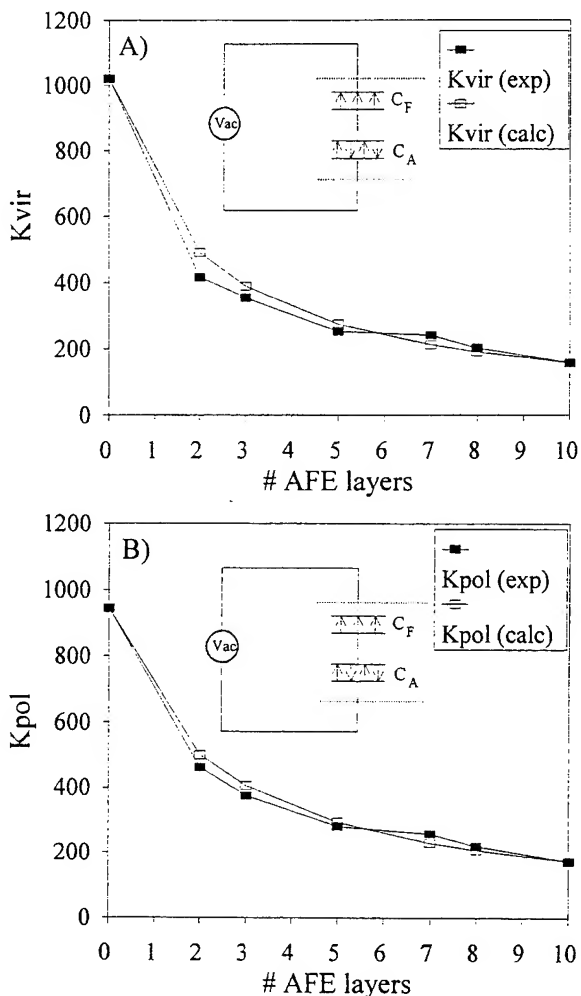 A)
1200
1000
800
600
400
200
0
Kvir
Kvir (exp)
Kvir (calc)
Vac
C_F
C_A
0 1 2 3 4 5 6 7 8 9 10
# AFE layers
B)
1200
1000
800
600
400
200
0
Kpol
Kpol (exp)
Kpol (calc)
Vac
C_F
C_A
0 1 2 3 4 5 6 7 8 9 10
# AFE layers